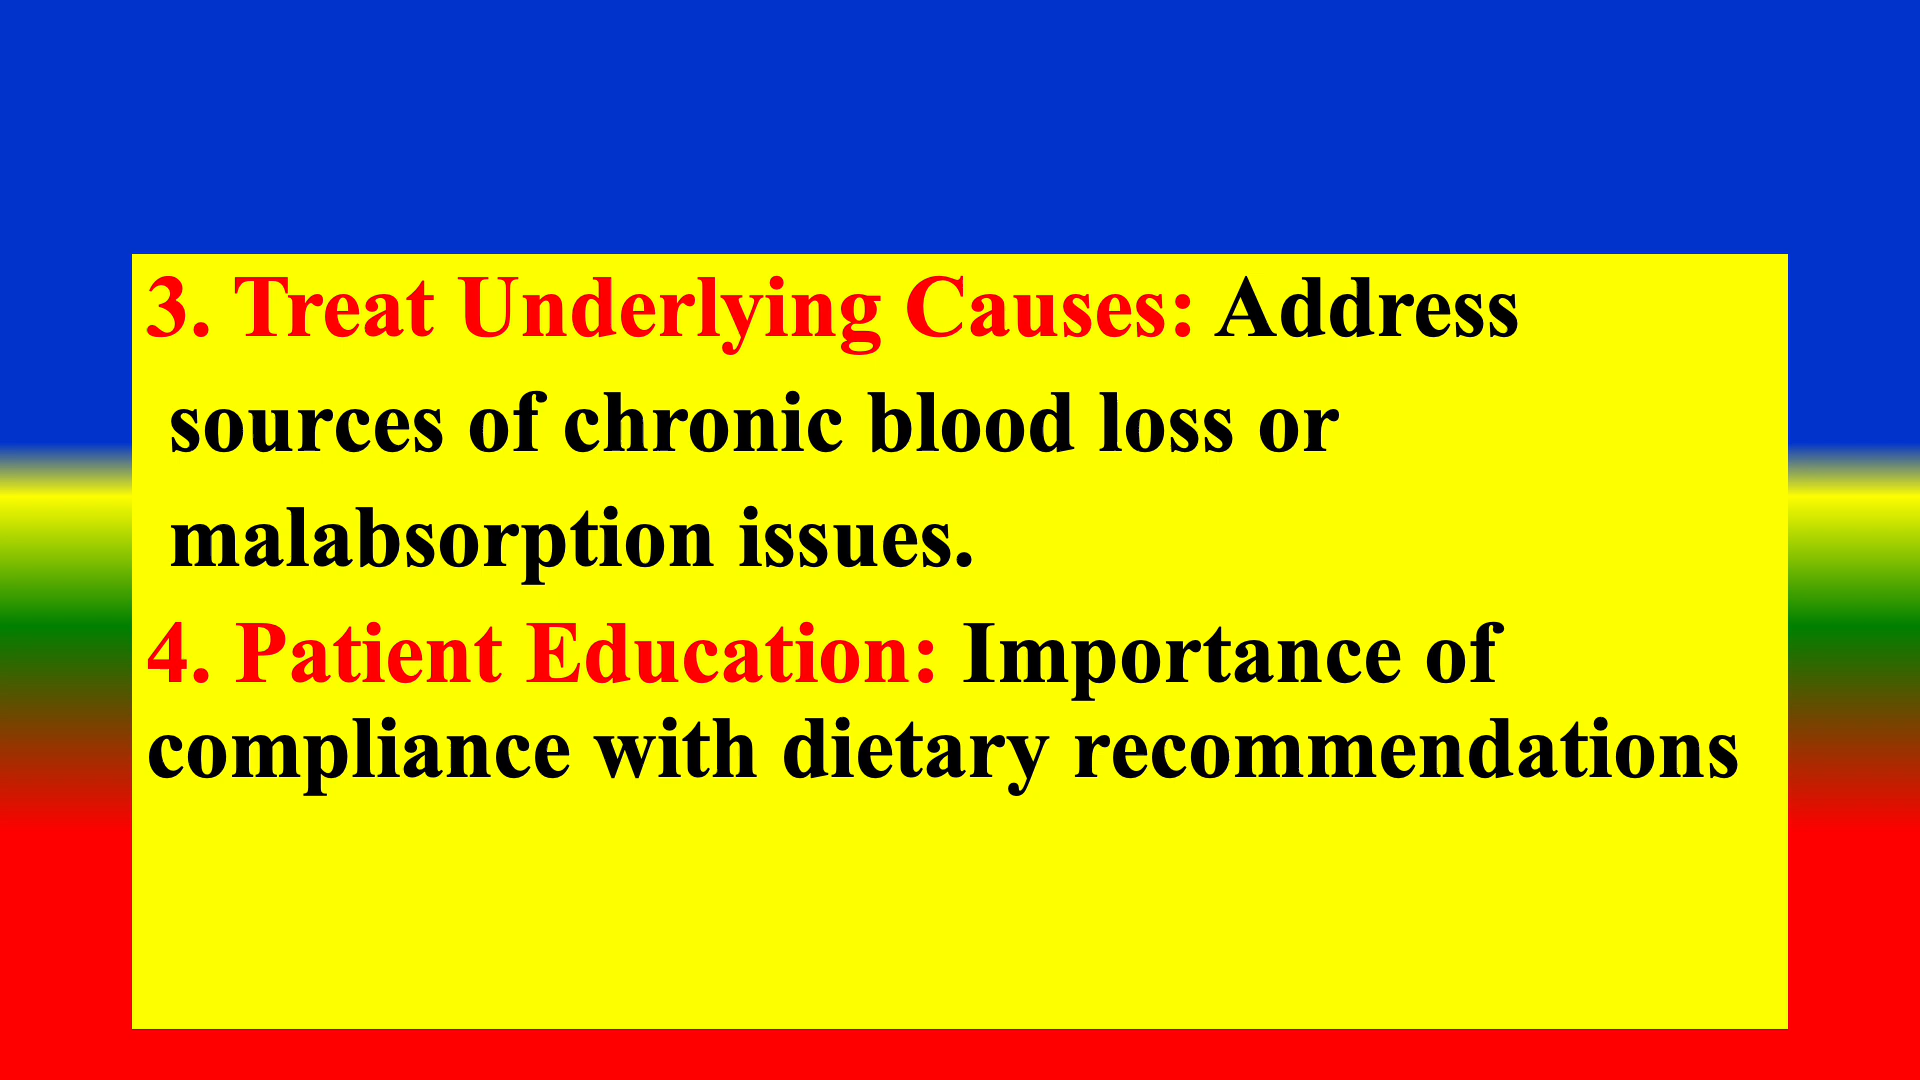 3. Treat Underlying Causes: Address
sources of chronic blood loss or
malabsorption issues.
4. Patient Education: Importance of
compliance with dietary recommendations